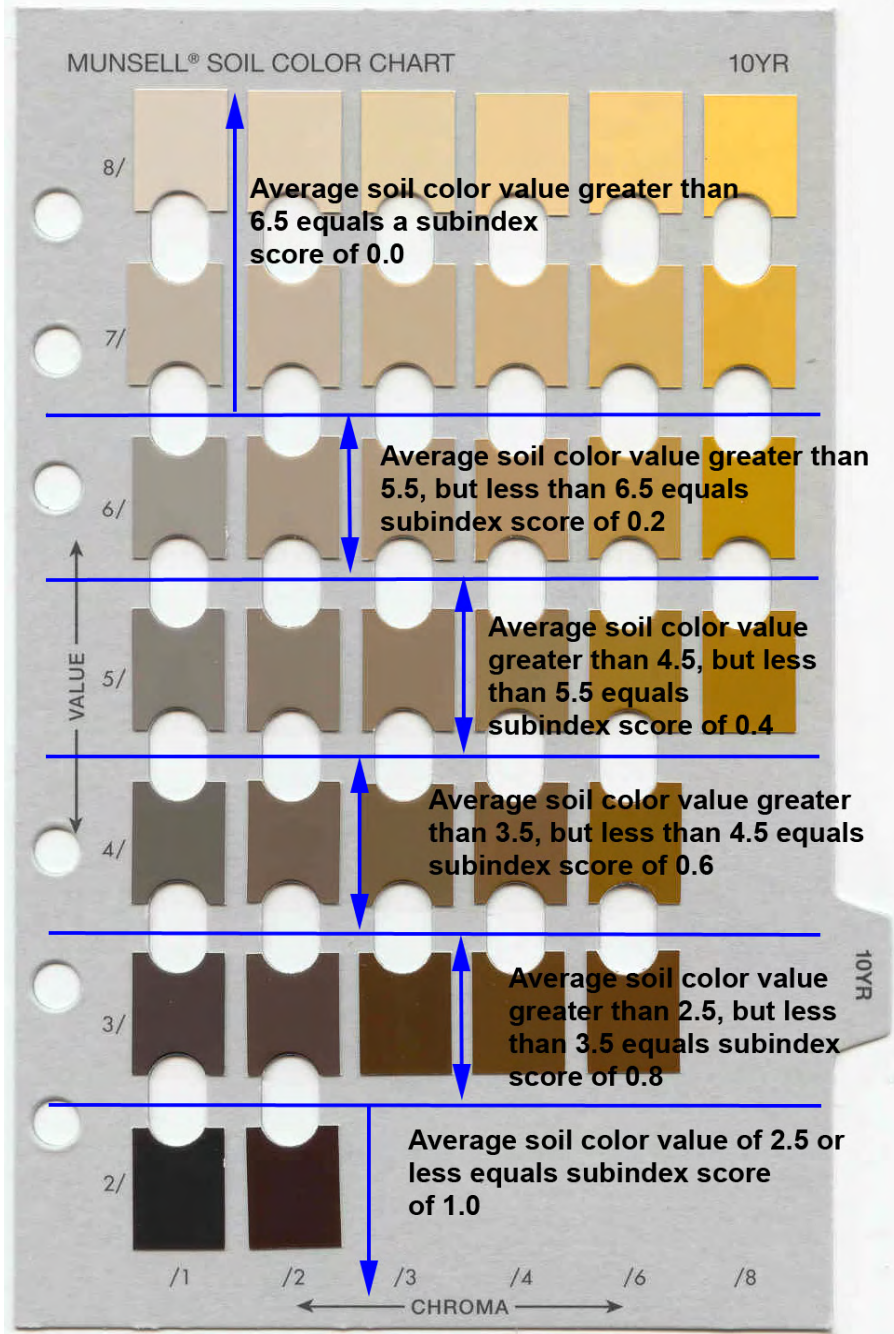 MUNSELL® SOIL COLOR CHART 10YR
8/
Average soil color value greater than
6.5 equals a subindex
score of 0.0
7/
Average soil color value greater than
5.5, but less than 6.5 equals
subindex score of 0.2
6/
Average soil color value
greater than 4.5, but less
than 5.5 equals
subindex score of 0.4
5/
VALUE
Average soil color value greater
than 3.5, but less than 4.5 equals
subindex score of 0.6
4/
Average soil color value
greater than 2.5, but less
than 3.5 equals subindex
score of 0.8
10YR
3/
Average soil color value of 2.5 or
less equals subindex score
of 1.0
2/
/1 /2 /3 /4 /6 /8
CHROMA